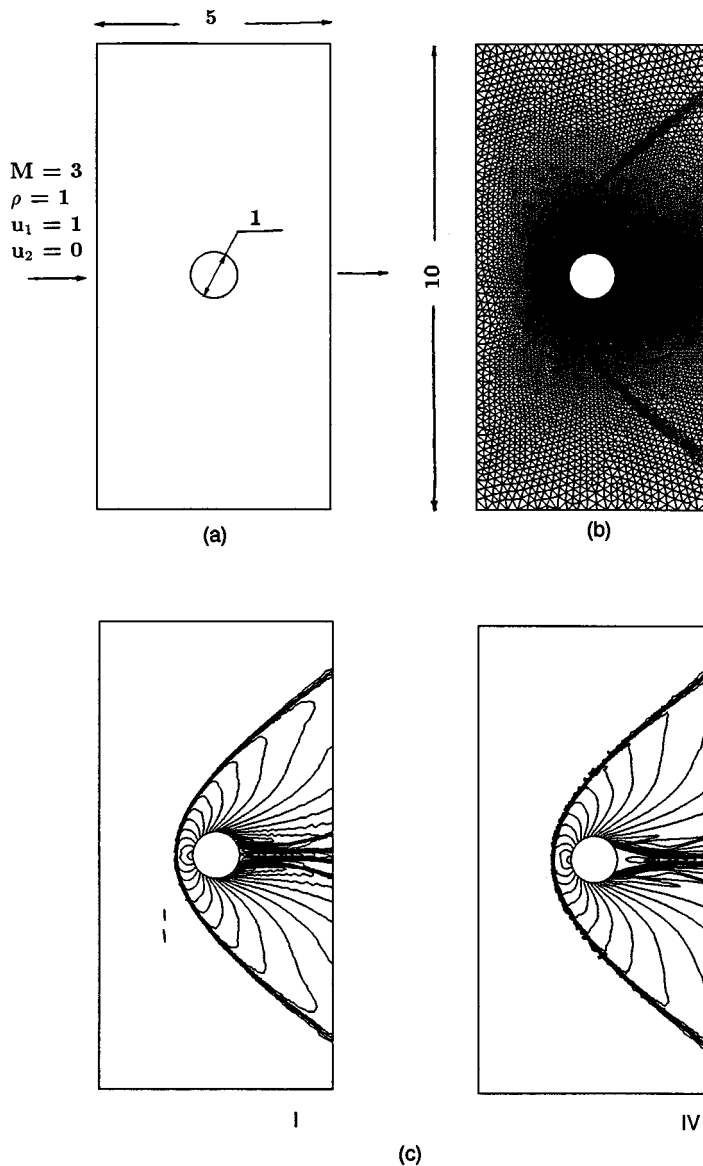 5
M = 3
ρ = 1
u₁ = 1
u₂ = 0
1
10
(a)
(b)
I
IV
(c)